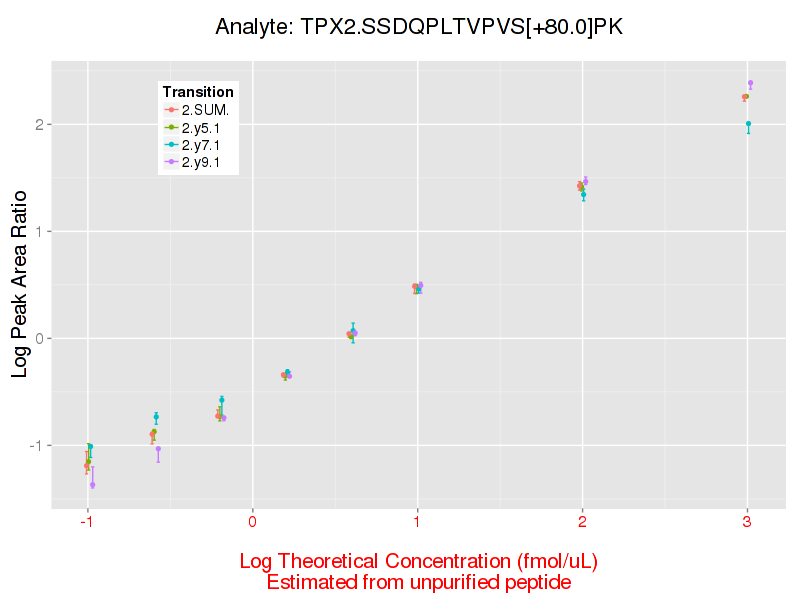 Analyte: TPX2.SSDQPLTVPVS[+80.0]PK
Transition
2.SUM.
2.y5.1
2.y7.1
2.y9.1
Log Peak Area Ratio
2
1
0
-1
-1 0 1 2 3
Log Theoretical Concentration (fmol/uL)
Estimated from unpurified peptide